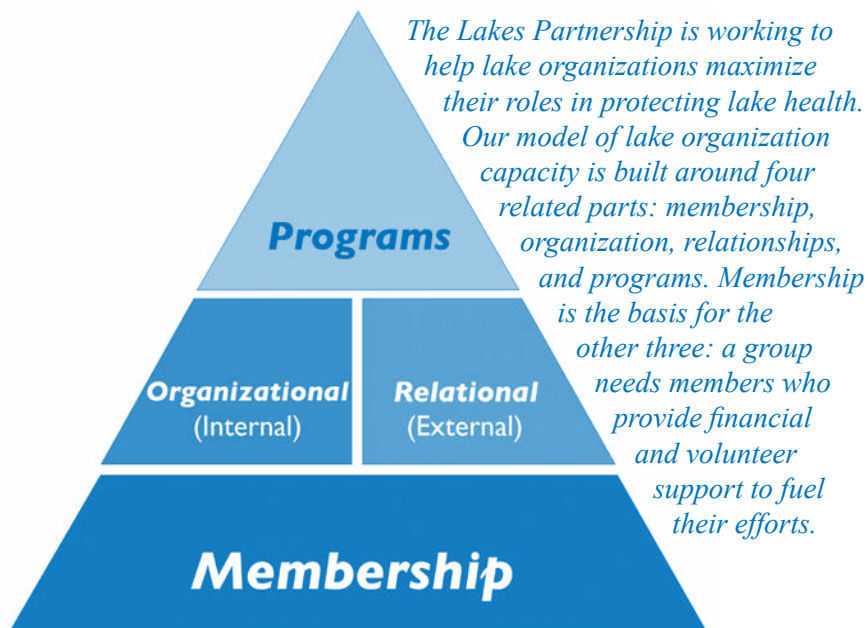 The Lakes Partnership is working to
help lake organizations maximize
their roles in protecting lake health.
Our model of lake organization
capacity is built around four
related parts: membership,
organization, relationships,
and programs. Membership
is the basis for the
other three: a group
needs members who
provide financial
and volunteer
support to fuel
their efforts.
Programs
Organizational
(Internal)
Relational
(External)
Membership